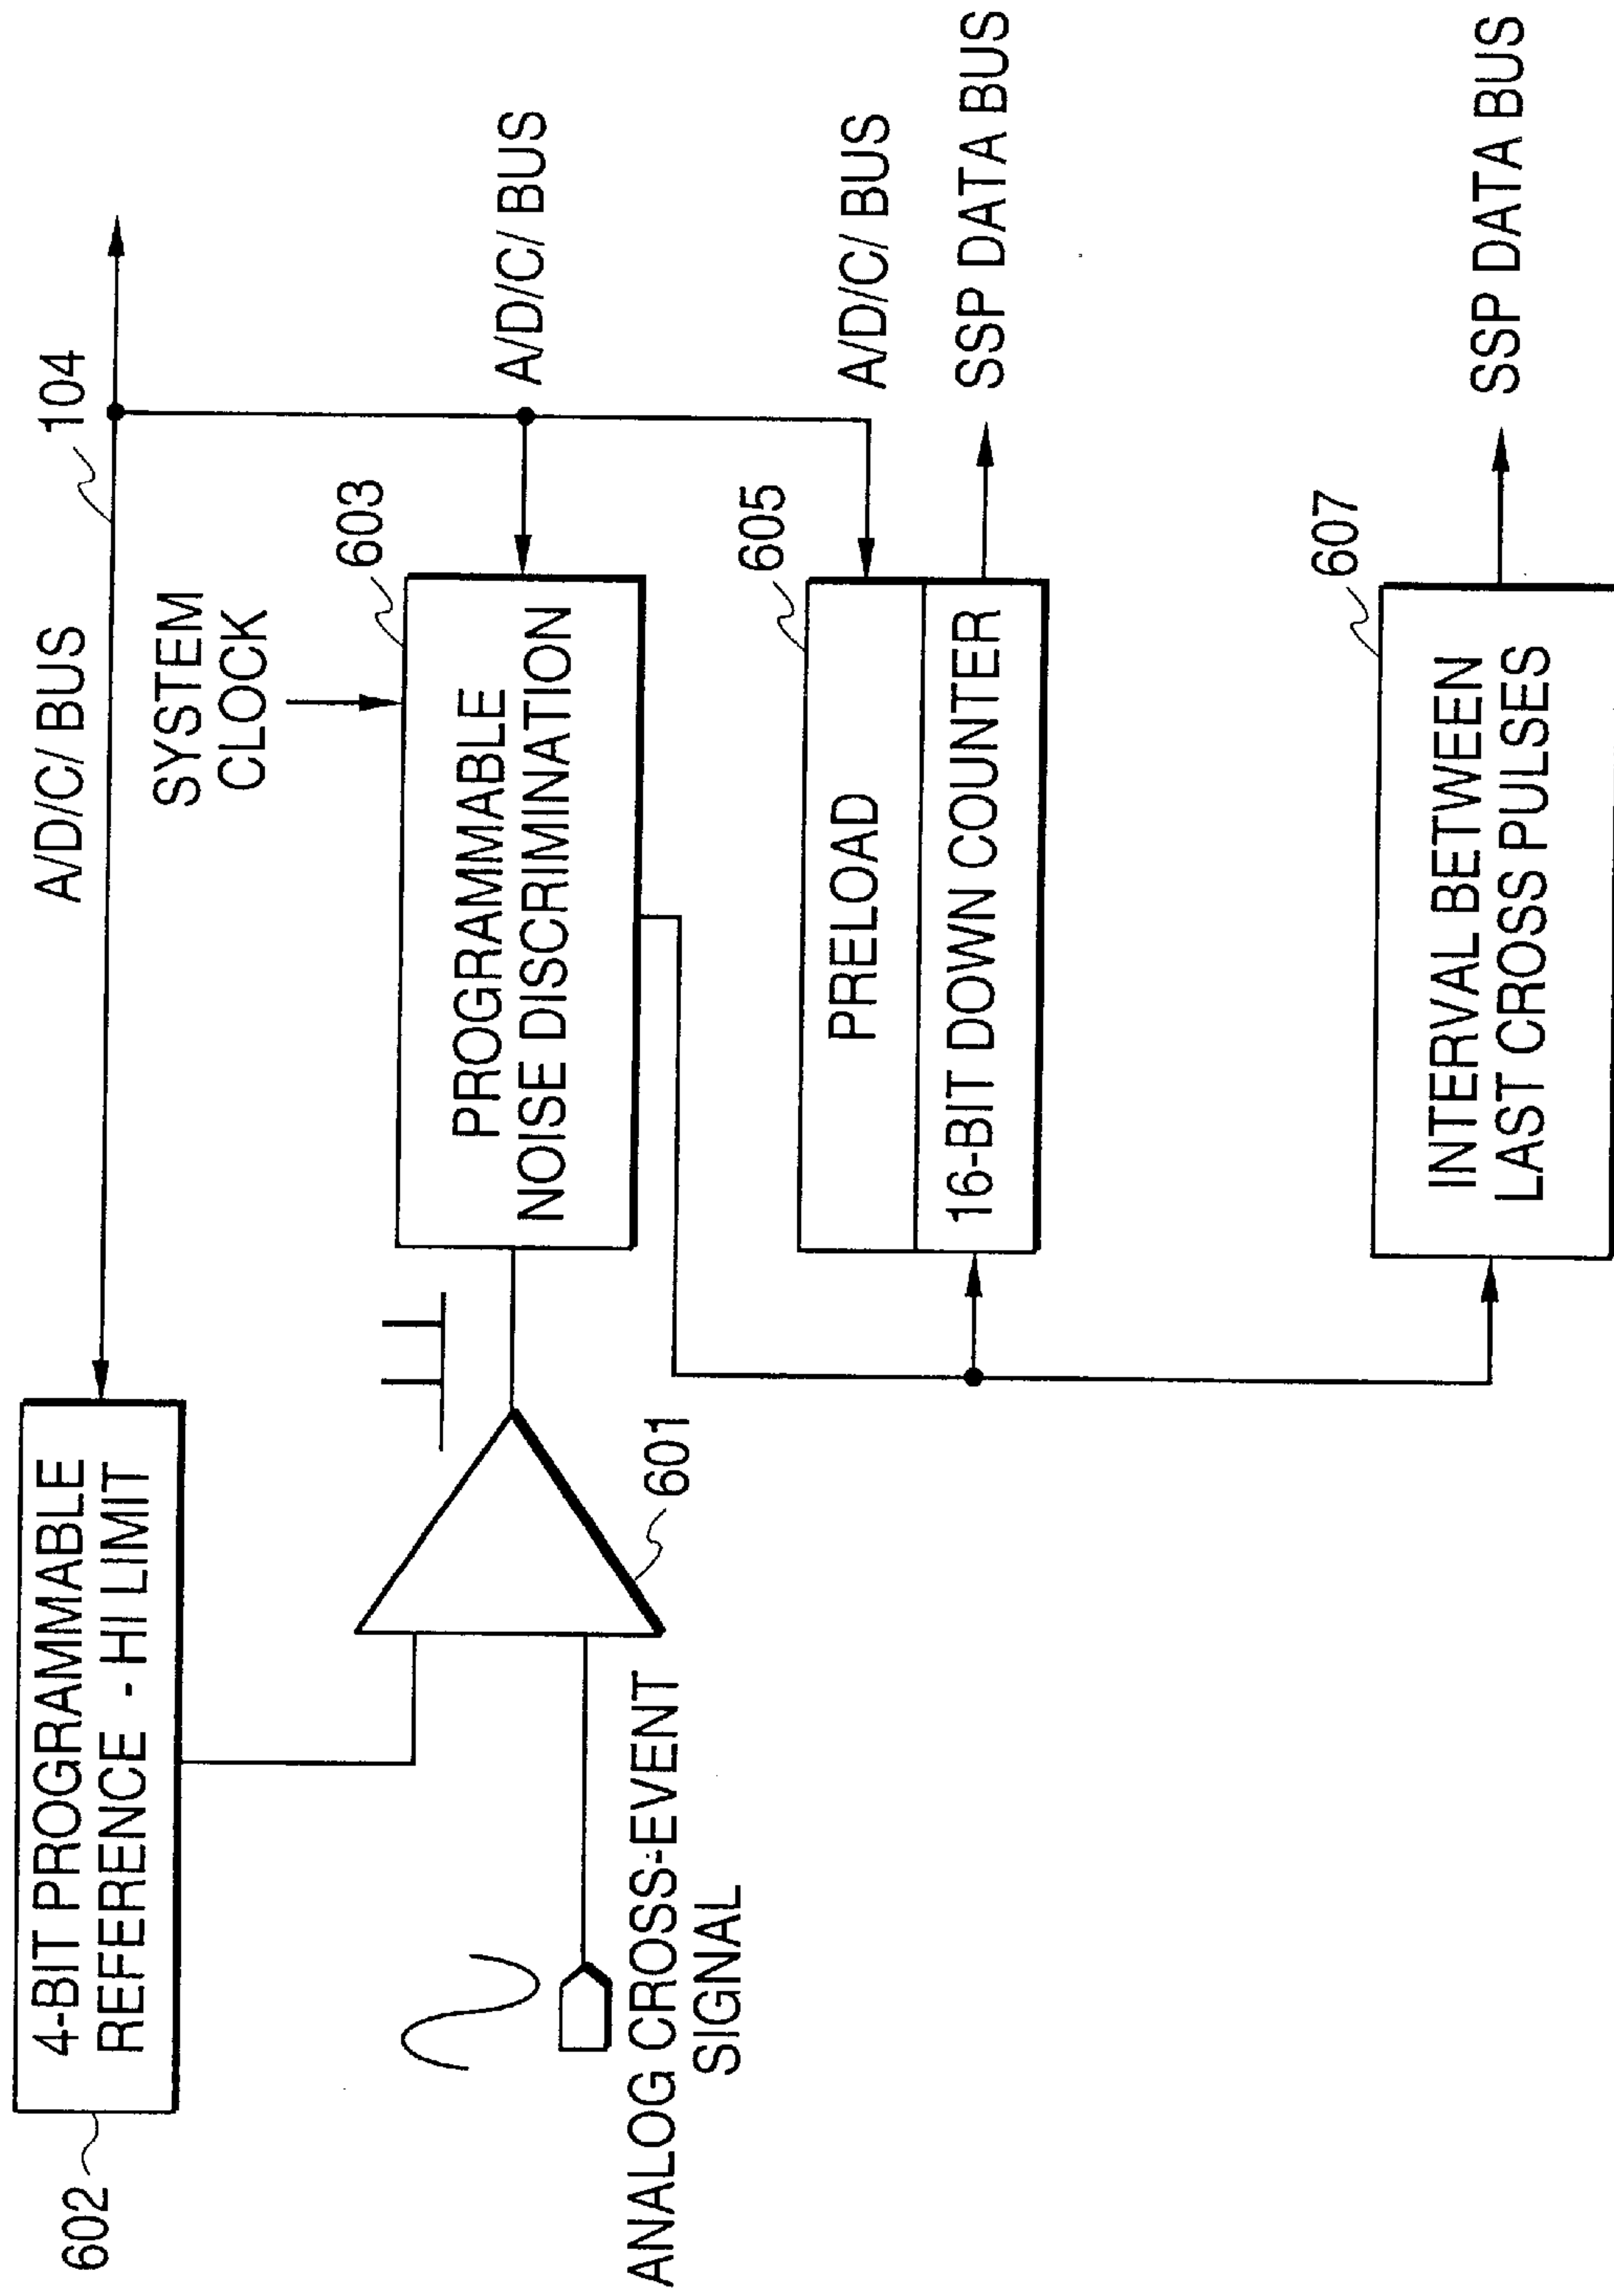 A/D/C/ BUS
104
4-BIT PROGRAMMABLE
REFERENCE - HI LIMIT
602
SYSTEM
CLOCK
603
PROGRAMMABLE
NOISE DISCRIMINATION
A/D/C/ BUS
601
ANALOG CROSS-EVENT
SIGNAL
605
PRELOAD
16-BIT DOWN COUNTER
A/D/C/ BUS
SSP DATA BUS
607
INTERVAL BETWEEN
LAST CROSS PULSES
SSP DATA BUS